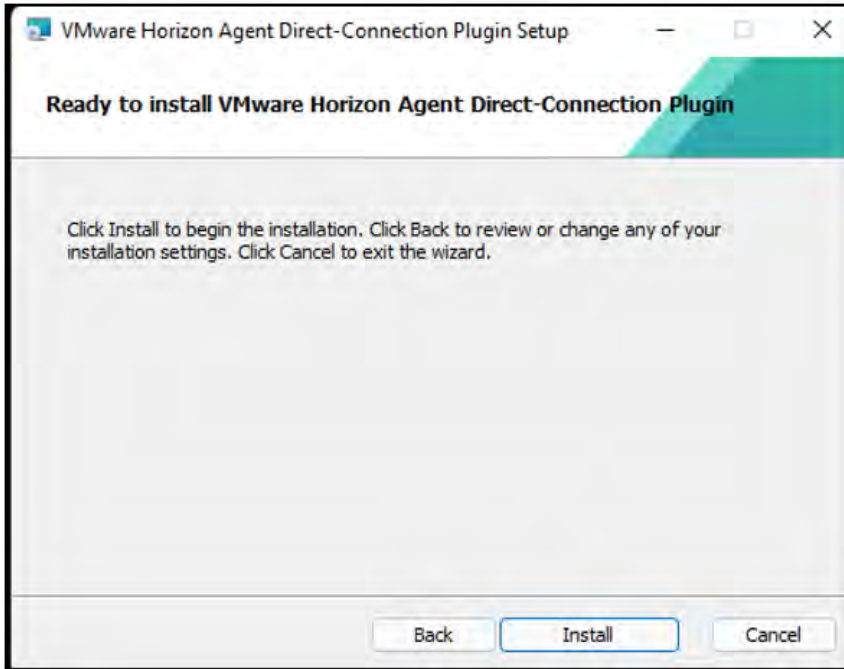 VMware Horizon Agent Direct-Connection Plugin Setup
Ready to install VMware Horizon Agent Direct-Connection Plugin
Click Install to begin the installation. Click Back to review or change any of your
installation settings. Click Cancel to exit the wizard.
Back Install Cancel